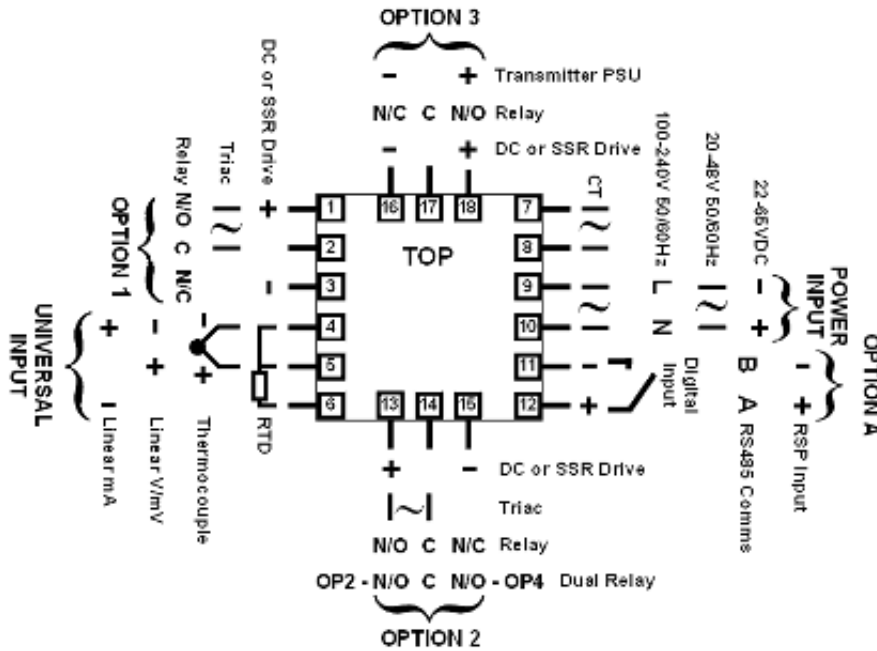 OPTION 3
- + Transmitter PSU
N/C C N/O Relay
- + DC or SSR Drive
16 17 18
TOP
1
2
3
4
5
6
7
8
9
10
11
12
13 14 15
OPTION 1
Relay N/O C N/C
Triac ~
DC or SSR Drive + -
UNIVERSAL
INPUT
+ - Linear mA
- + Linear V/mV
- + Thermocouple
RTD
CT ~
~
100-240V 50/60Hz L N
20-48V 50/60Hz ~
22-65VDC - +
POWER
INPUT
OPTION A
- +
Digital
Input
B A RS485 Comms
- + RSP Input
+ - DC or SSR Drive
~ Triac
N/O C N/C Relay
OP2 - N/O C N/O - OP4 Dual Relay
OPTION 2